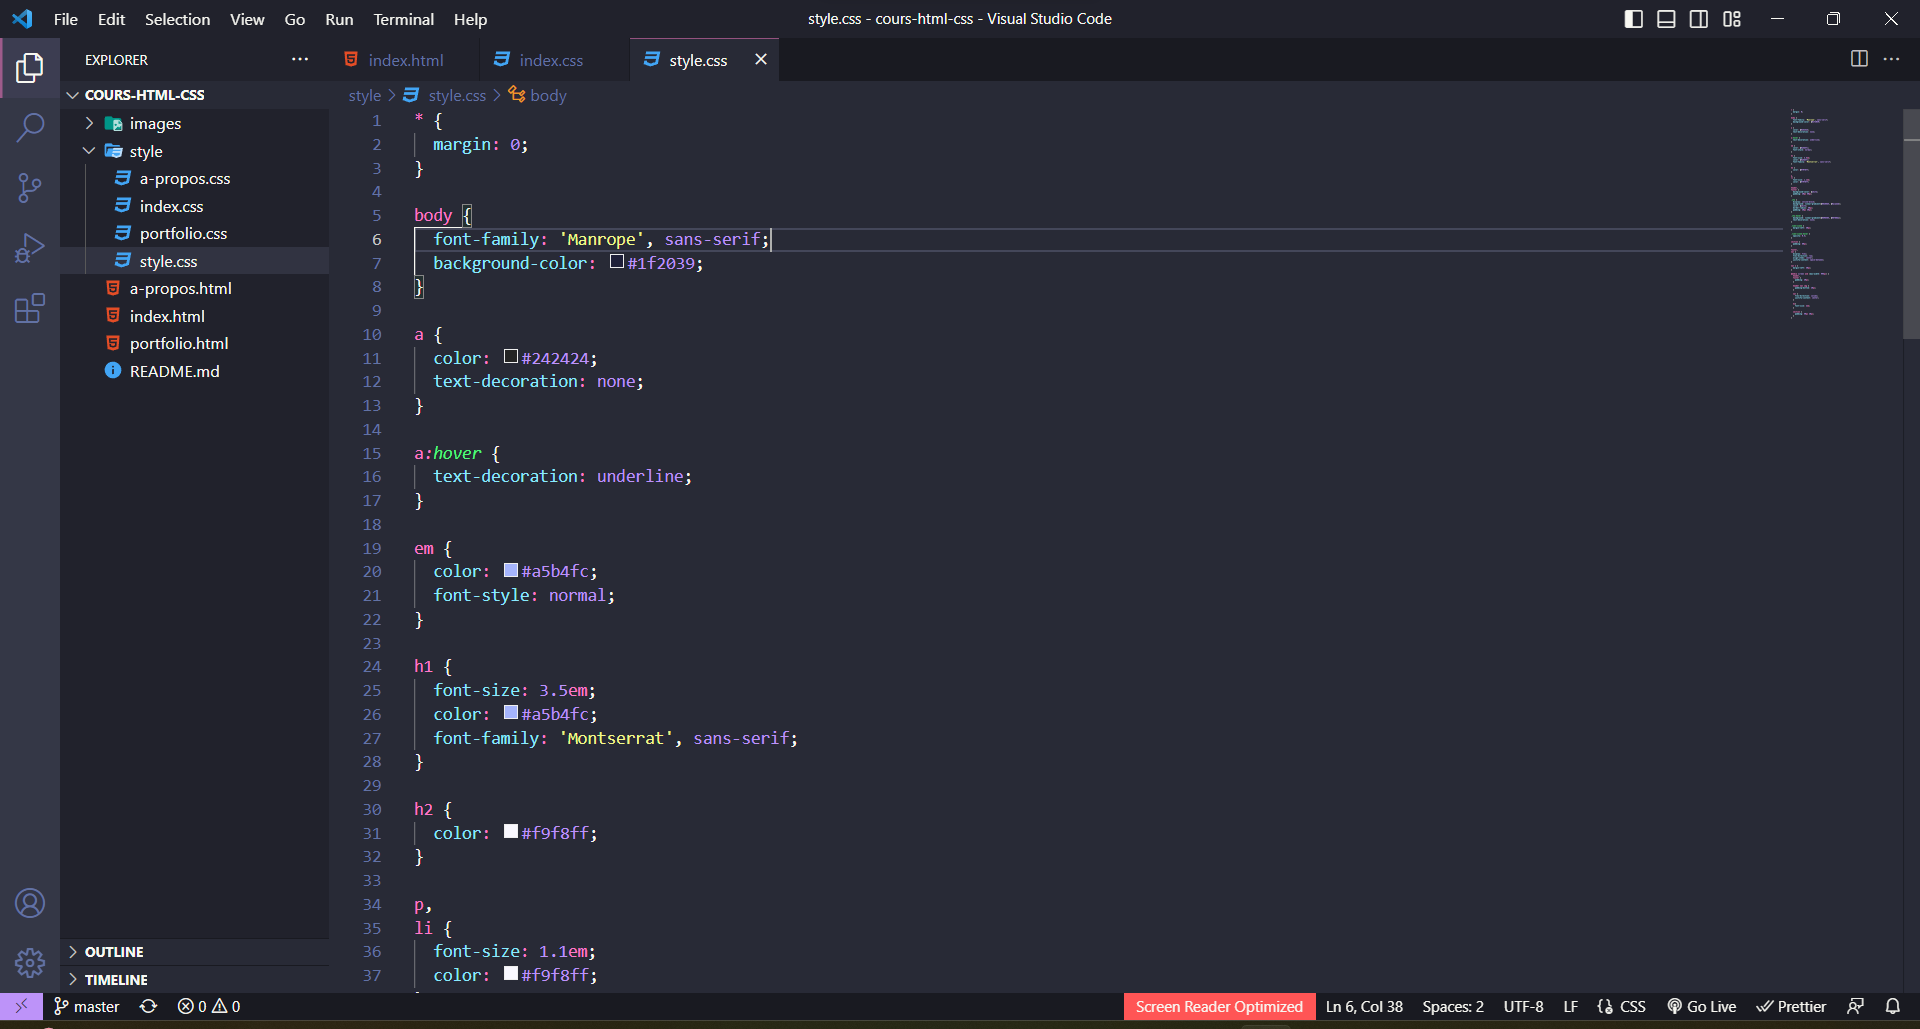 File Edit Selection View Go Run Terminal Help
style.css - cours-html-css - Visual Studio Code
EXPLORER
index.html
index.css
style.css
COURS-HTML-CSS
images
style
a-propos.css
index.css
portfolio.css
style.css
a-propos.html
index.html
portfolio.html
README.md
OUTLINE
TIMELINE
style > style.css > body
1 * {
2 margin: 0;
3 }
4
5 body {
6 font-family: 'Manrope', sans-serif;
7 background-color: #1f2039;
8 }
9
10 a {
11 color: #242424;
12 text-decoration: none;
13 }
14
15 a:hover {
16 text-decoration: underline;
17 }
18
19 em {
20 color: #a5b4fc;
21 font-style: normal;
22 }
23
24 h1 {
25 font-size: 3.5em;
26 color: #a5b4fc;
27 font-family: 'Montserrat', sans-serif;
28 }
29
30 h2 {
31 color: #f9f8ff;
32 }
33
34 p,
35 li {
36 font-size: 1.1em;
37 color: #f9f8ff;
master 0 0
Screen Reader Optimized Ln 6, Col 38 Spaces: 2 UTF-8 LF {} CSS Go Live Prettier